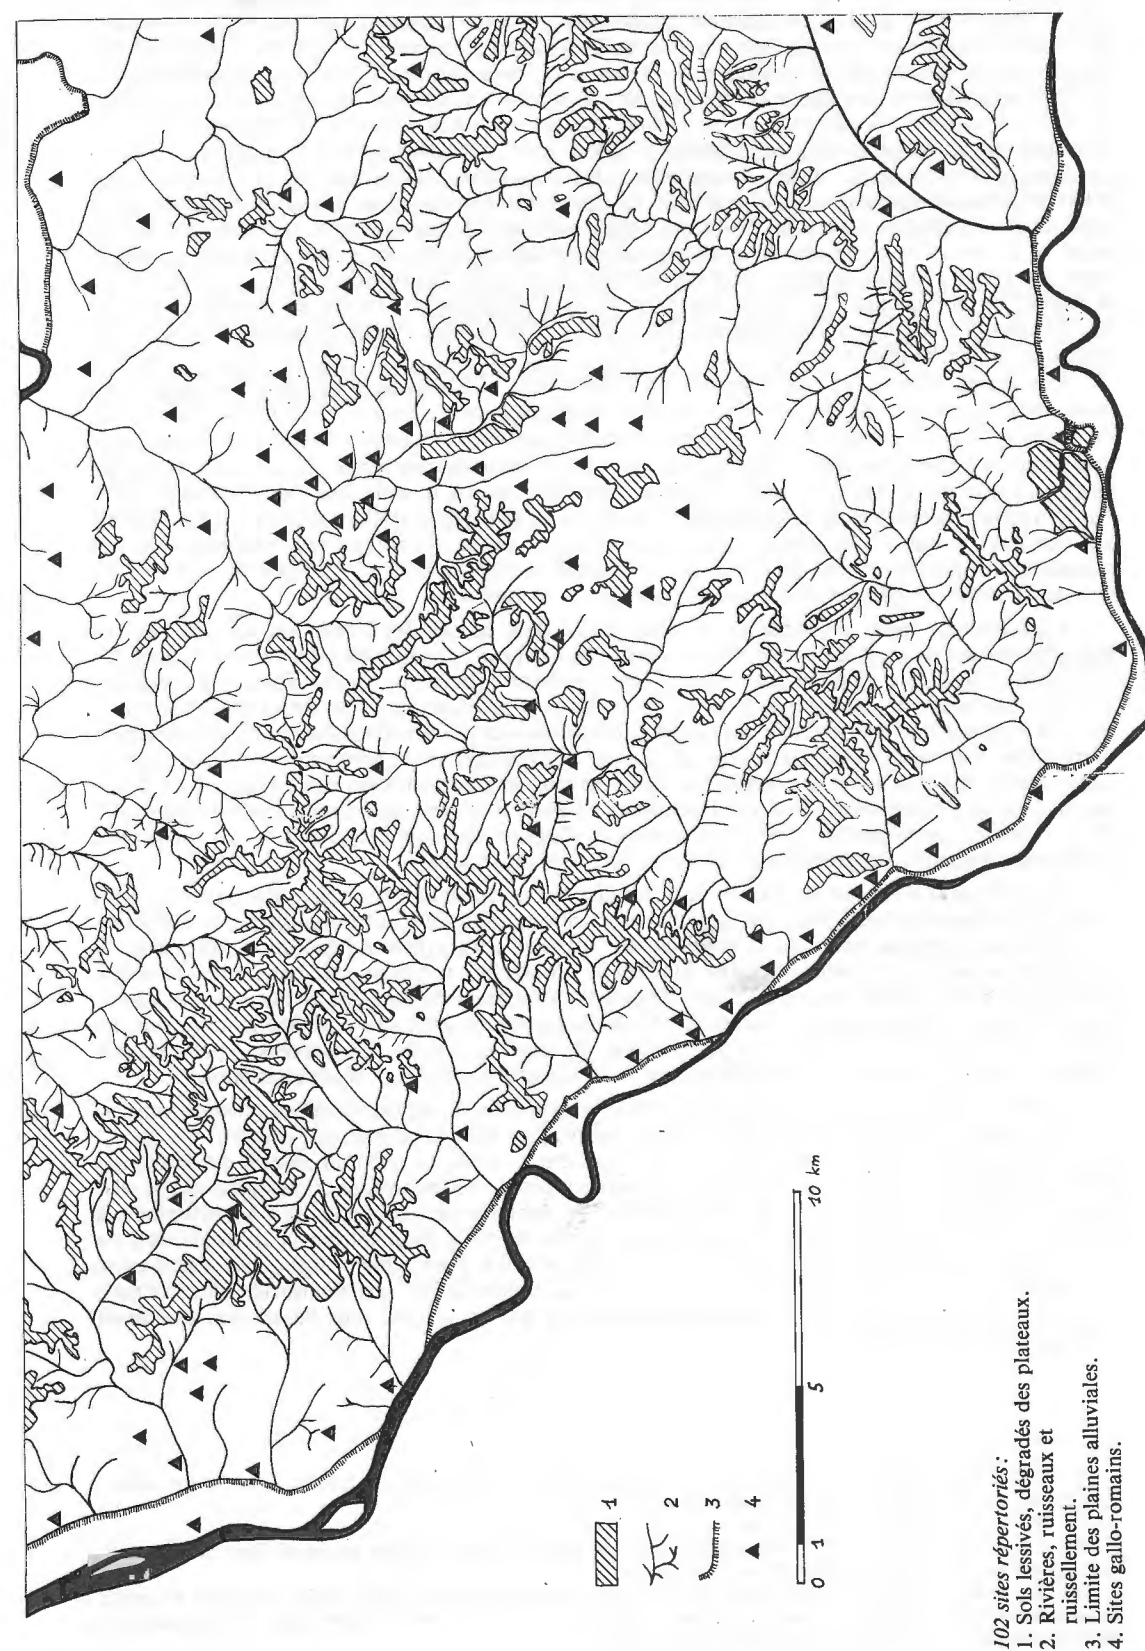 1
2
3
4
0 1 5 10 km
102 sites répertoriés :
1. Sols lessivés, dégradés des plateaux.
2. Rivières, ruisseaux et
ruissellement.
3. Limite des plaines alluviales.
4. Sites gallo-romains.